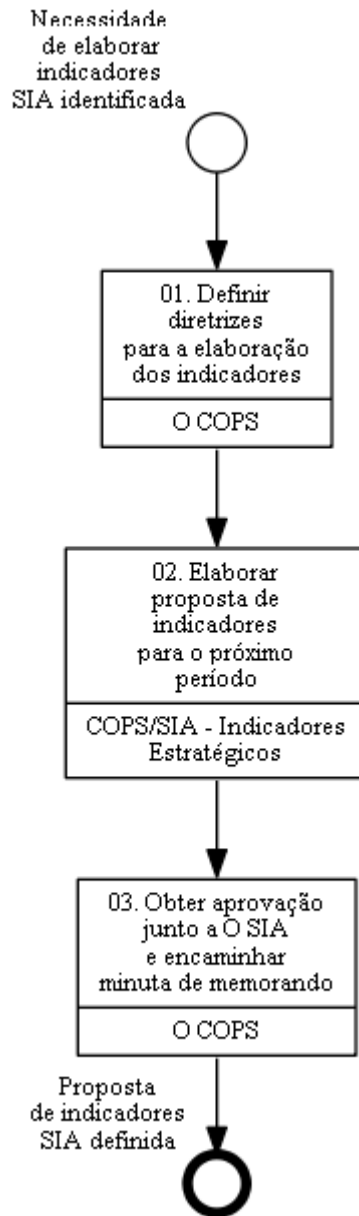 Necessidade
de elaborar
indicadores
SIA identificada
01. Definir
diretrizes
para a elaboração
dos indicadores
O COPS
02. Elaborar
proposta de
indicadores
para o próximo
período
COPS/SIA - Indicadores
Estratégicos
03. Obter aprovação
junto a O SIA
e encaminhar
minuta de memorando
O COPS
Proposta
de indicadores
SIA definida